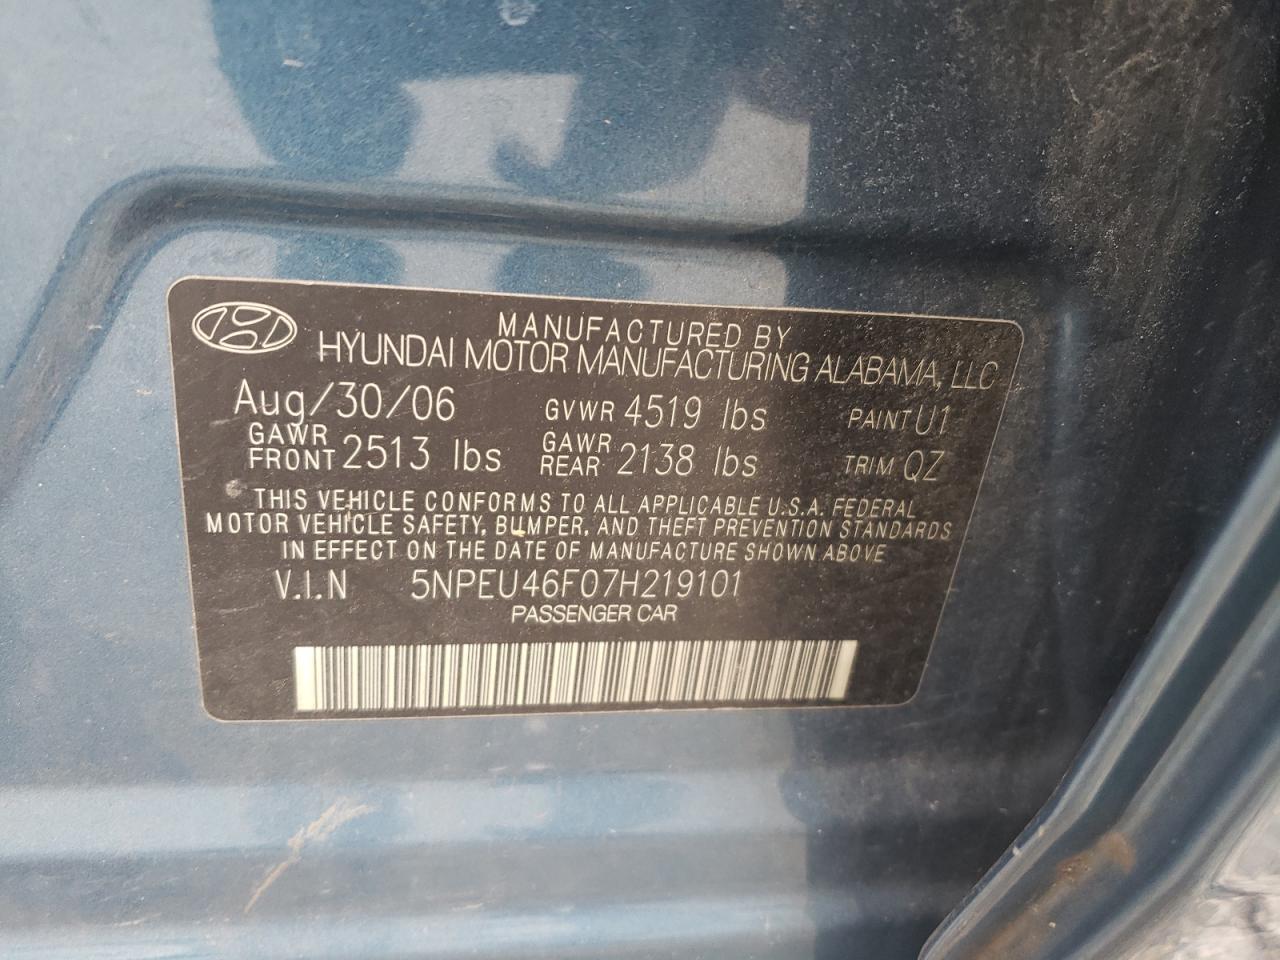 MANUFACTURED BY
HYUNDAI MOTOR MANUFACTURING ALABAMA, LLC
Aug/30/06 GVWR 4519 lbs PAINT U1
GAWR FRONT 2513 lbs GAWR REAR 2138 lbs TRIM QZ
THIS VEHICLE CONFORMS TO ALL APPLICABLE U.S.A. FEDERAL
MOTOR VEHICLE SAFETY, BUMPER, AND THEFT PREVENTION STANDARDS
IN EFFECT ON THE DATE OF MANUFACTURE SHOWN ABOVE
V.I.N 5NPEU46F07H219101
PASSENGER CAR